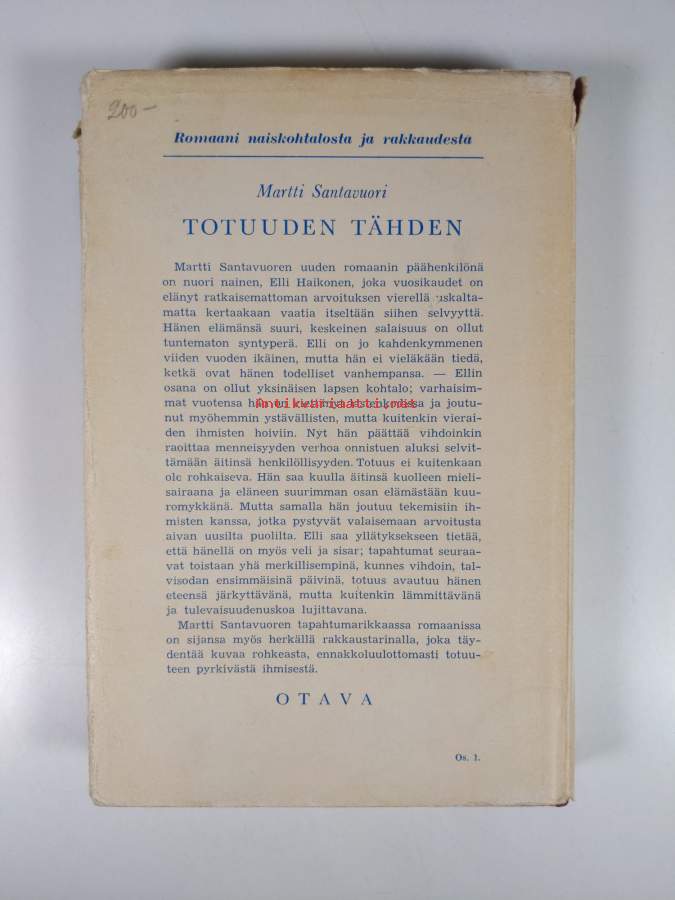 200-
Romaani naiskohtalosta ja rakkaudesta
Martti Santavuori
TOTUUDEN TÄHDEN
Martti Santavuoren uuden romaanin päähenkilönä
on nuori nainen, Elli Haikonen, joka vuosikaudet on
elänyt ratkaisemattoman arvoituksen vierellä uskalta-
matta kertaakaan vaatia itseltään siihen selvyyttä.
Hänen elämänsä suuri, keskeinen salaisuus on ollut
tuntematon syntyperä. Elli on jo kahdenkymmenen
viiden vuoden ikäinen, mutta hän ei vieläkään tiedä,
ketkä ovat hänen todelliset vanhempansa. — Ellin
osana on ollut yksinäisen lapsen kohtalo; varhaisim-
mat vuotensa hän on viettänyt lastenkodissa ja joutu-
antikvariaatti.net
nut myöhemmin ystävällisten, mutta kuitenkin vierai-
den ihmisten hoiviin. Nyt hän päättää vihdoinkin
raoittaa menneisyyden verhoa onnistuen aluksi selvit-
tämään äitinsä henkilöllisyyden. Totuus ei kuitenkaan
ole rohkaiseva. Hän saa kuulla äitinsä kuolleen mieli-
sairaana ja eläneen suurimman osan elämästään kuu-
romykkänä. Mutta samalla hän joutuu tekemisiin ih-
misten kanssa, jotka pystyvät valaisemaan arvoitusta
aivan uusilta puolilta. Elli saa yllätyksekseen tietää,
että hänellä on myös veli ja sisar; tapahtumat seuraa-
vat toistaan yhä merkillisempinä, kunnes vihdoin, tal-
visodan ensimmäisinä päivinä, totuus avautuu hänen
eteensä järkyttävänä, mutta kuitenkin lämmittävänä
ja tulevaisuudenuskoa lujittavana.
Martti Santavuoren tapahtumarikkaassa romaanissa
on sijansa myös herkällä rakkaustarinalla, joka täy-
dentää kuvaa rohkeasta, ennakkoluulottomasti totuu-
teen pyrkivästä ihmisestä.
OTAVA
Os. 1.